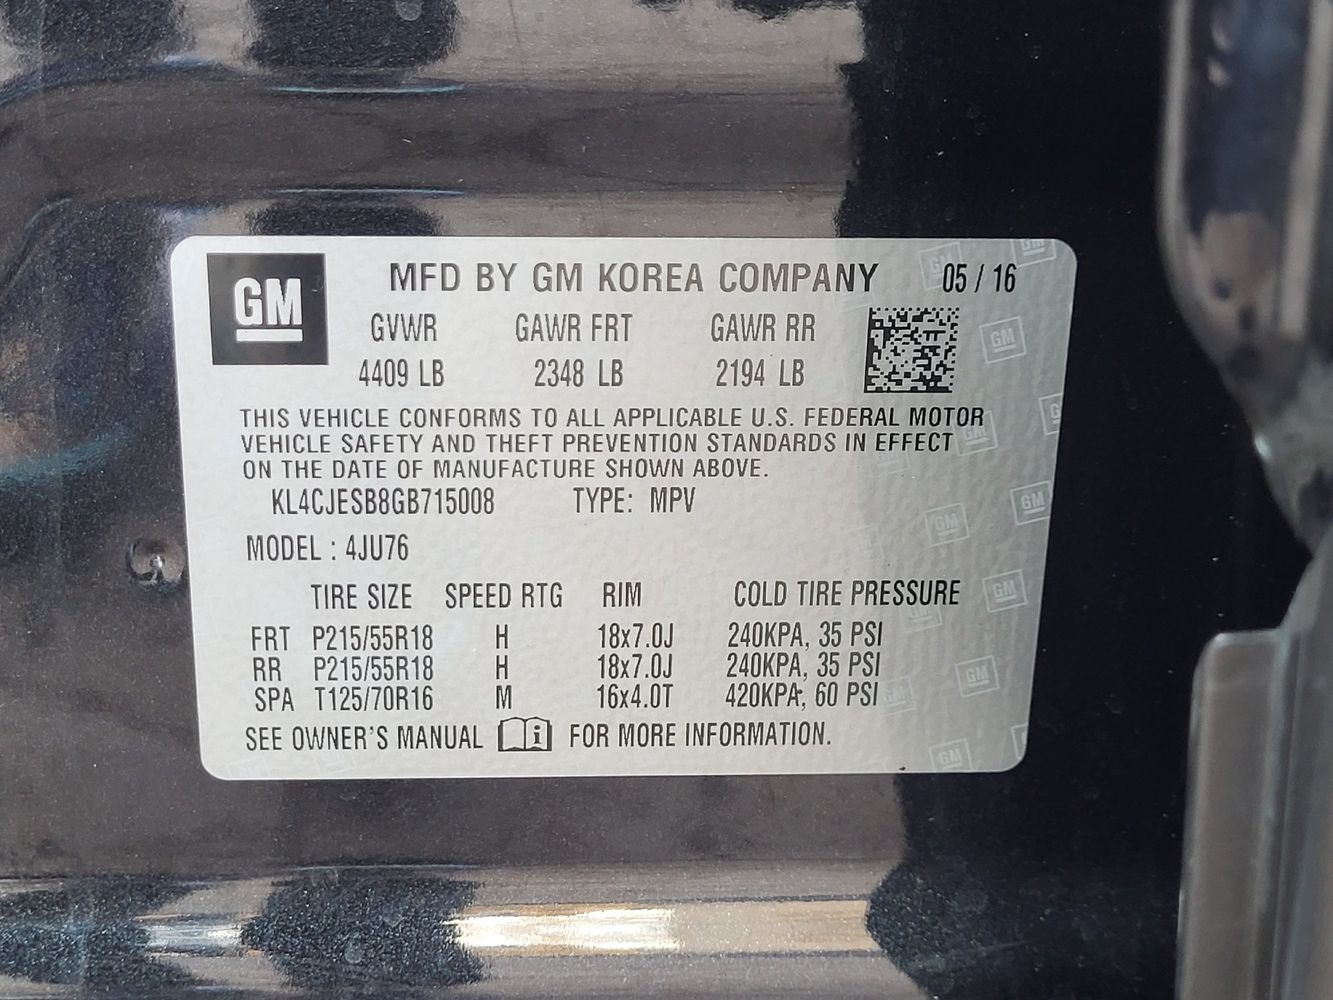 GM
MFD BY GM KOREA COMPANY 05 / 16
GVWR GAWR FRT GAWR RR
4409 LB 2348 LB 2194 LB
THIS VEHICLE CONFORMS TO ALL APPLICABLE U.S. FEDERAL MOTOR
VEHICLE SAFETY AND THEFT PREVENTION STANDARDS IN EFFECT
ON THE DATE OF MANUFACTURE SHOWN ABOVE.
KL4CJESB8GB715008 TYPE: MPV
MODEL : 4JU76
TIRE SIZE SPEED RTG RIM COLD TIRE PRESSURE
FRT P215/55R18 H 18x7.0J 240KPA, 35 PSI
RR P215/55R18 H 18x7.0J 240KPA, 35 PSI
SPA T125/70R16 M 16x4.0T 420KPA, 60 PSI
SEE OWNER'S MANUAL i FOR MORE INFORMATION.